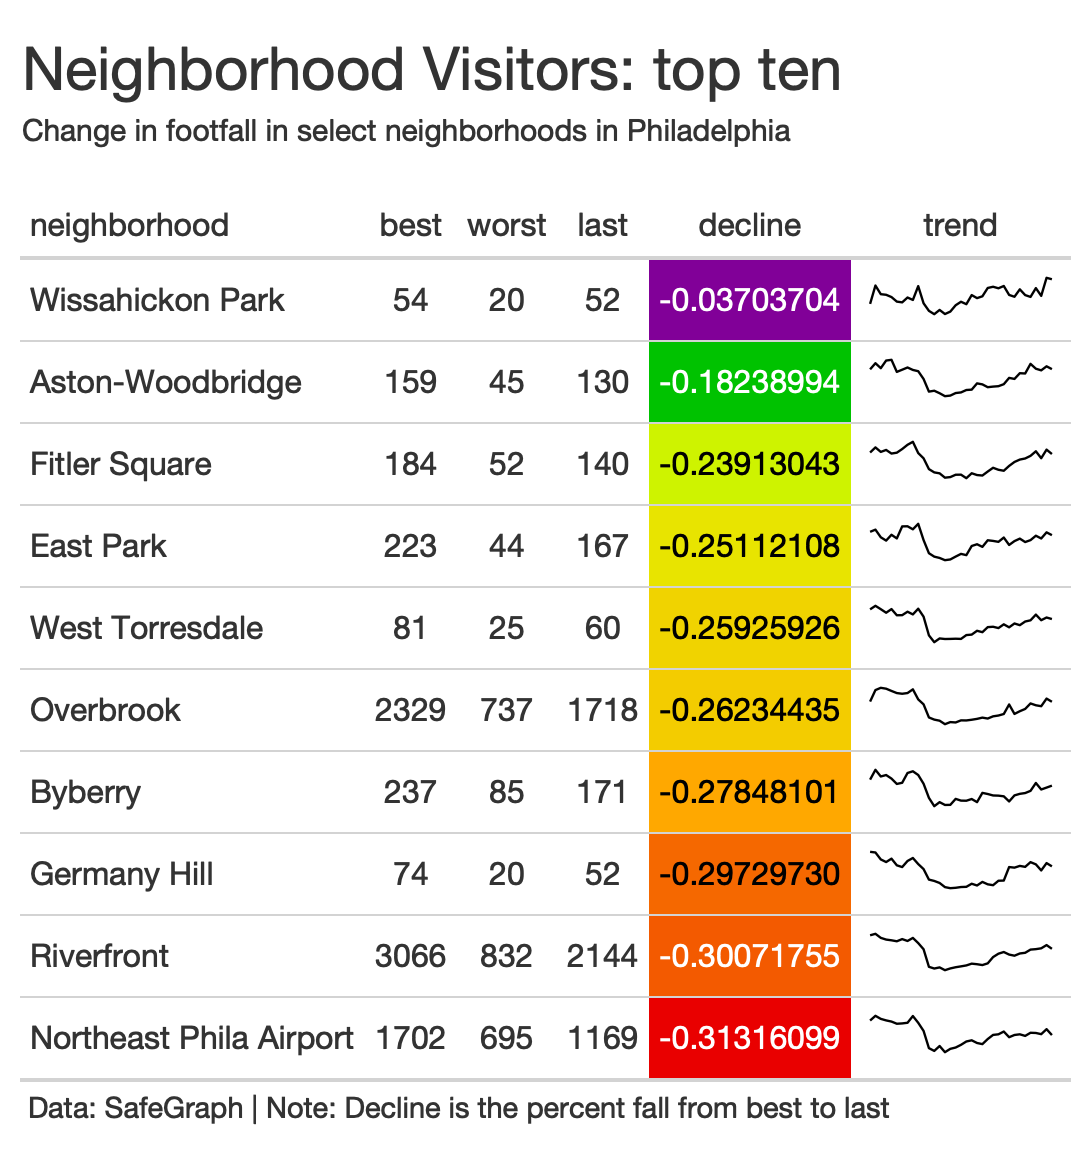 Neighborhood Visitors: top ten
Change in footfall in select neighborhoods in Philadelphia
neighborhood best worst last decline trend
Wissahickon Park 54 20 52 -0.03703704
Aston-Woodbridge 159 45 130 -0.18238994
Fitler Square 184 52 140 -0.23913043
East Park 223 44 167 -0.25112108
West Torresdale 81 25 60 -0.25925926
Overbrook 2329 737 1718 -0.26234435
Byberry 237 85 171 -0.27848101
Germany Hill 74 20 52 -0.29729730
Riverfront 3066 832 2144 -0.30071755
Northeast Phila Airport 1702 695 1169 -0.31316099
Data: SafeGraph | Note: Decline is the percent fall from best to last